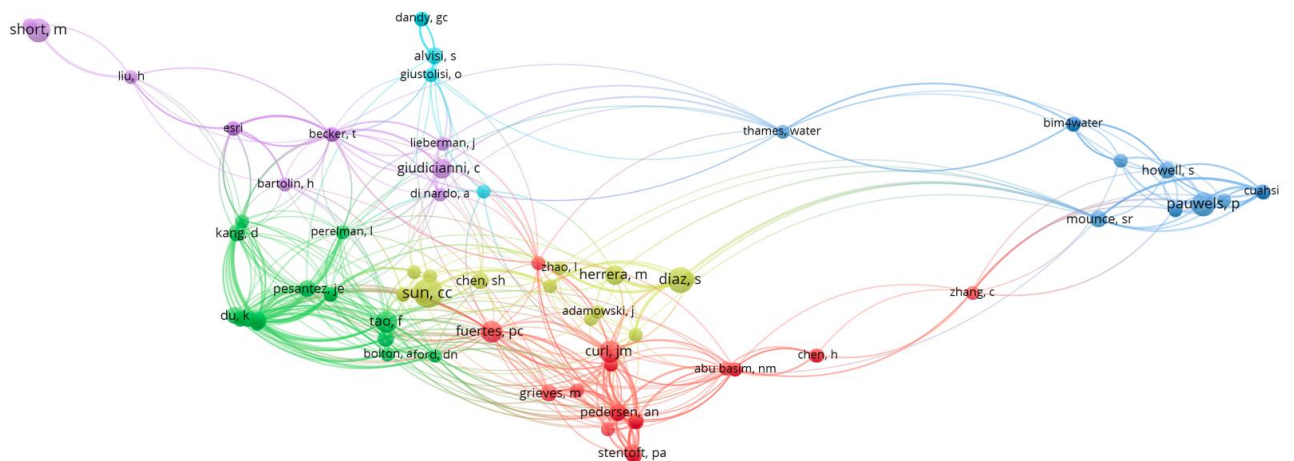 dandy, gc
short, m
alvisi, s
giustolisi, o
liu, h
esri
becker, t
lieberman, j
thames, water
bim4water
giudicianni, c
howell, s
bartolin, h
di nardo, a
cuahsi
pauwels, p
kang, d
perelman, l
mounce, sr
zhao, l
chen, sh
herrera, m
diaz, s
pesantez, je
sun, cc
zhang, c
du, k
tao, f
adamowski, j
fuertes, pc
bolton, a
ford, dn
curl, jm
chen, h
abu basim, nm
grieves, m
pedersen, an
stentoft, pa